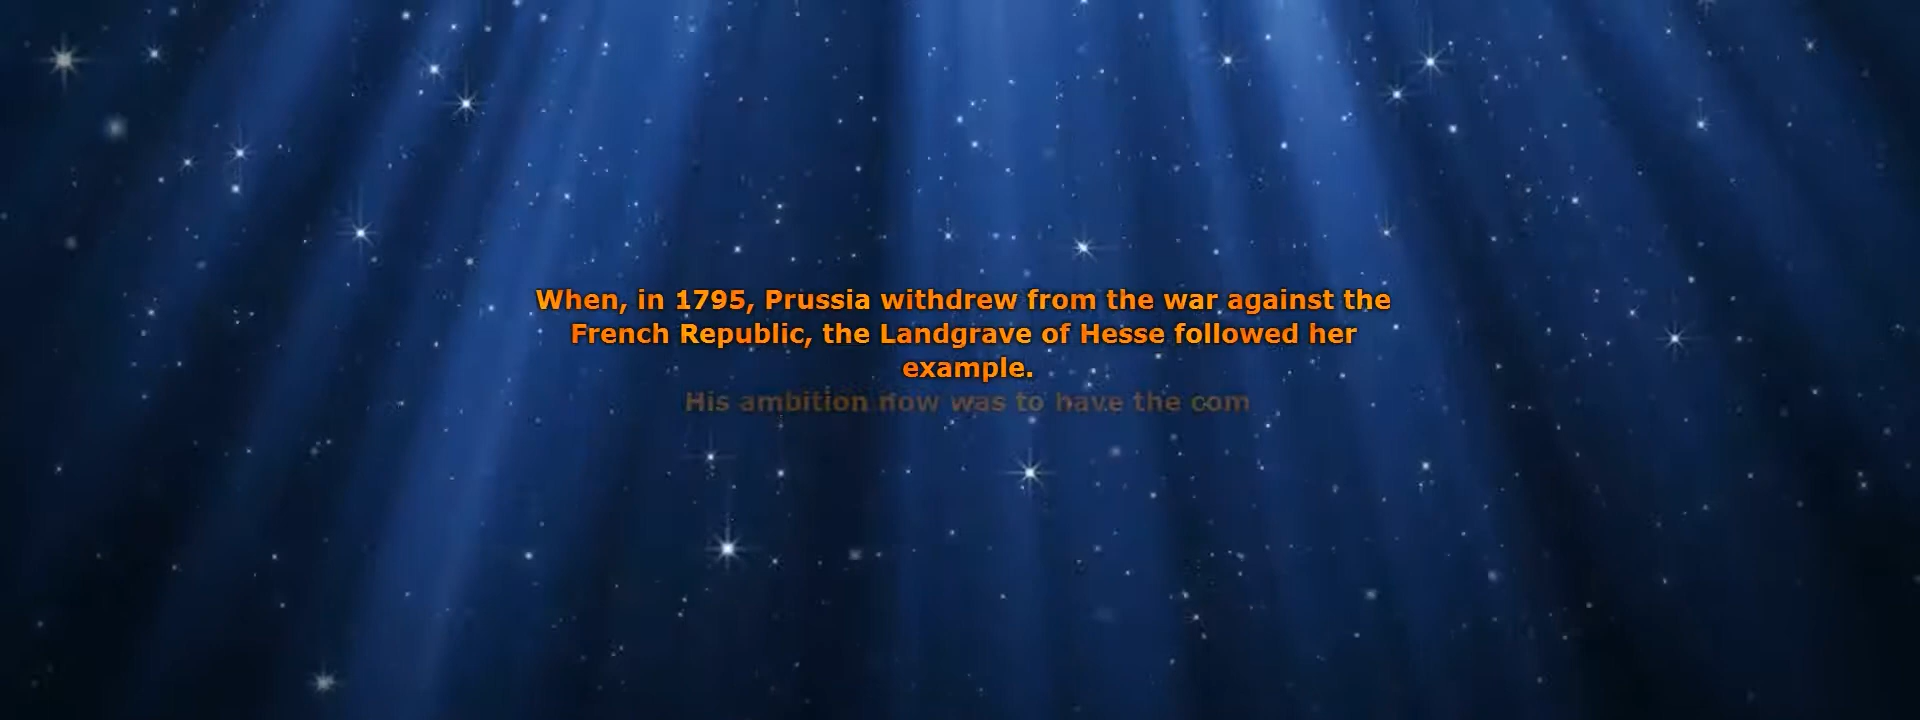 When, in 1795, Prussia withdrew from the war against the
French Republic, the Landgrave of Hesse followed her
example.
His ambition now was to have the com